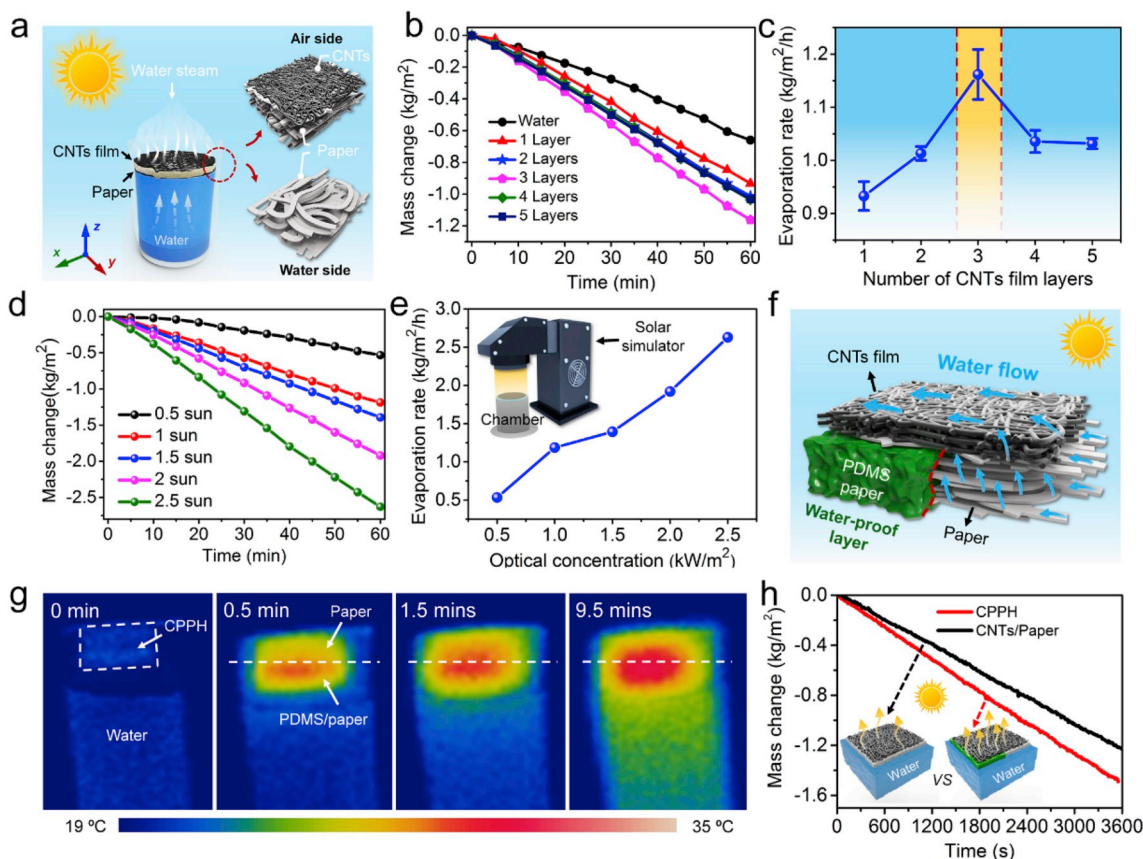 a
Air side
CNTs
Water steam
CNTs film
Paper
Paper
Water
Water side
z
x
y
b
Mass change (kg/m²)
0.0
-0.2
-0.4
-0.6
-0.8
-1.0
-1.2
Water
1 Layer
2 Layers
3 Layers
4 Layers
5 Layers
0 10 20 30 40 50 60
Time (min)
c
Evaporation rate (kg/m²/h)
1.2
1.1
1.0
0.9
1 2 3 4 5
Number of CNTs film layers
d
Mass change(kg/m²)
0.0
-0.5
-1.0
-1.5
-2.0
-2.5
0.5 sun
1 sun
1.5 sun
2 sun
2.5 sun
0 10 20 30 40 50 60
Time (min)
e
Evaporation rate (kg/m²/h)
3.0
2.5
2.0
1.5
1.0
0.5
Solar
simulator
Chamber
0.5 1.0 1.5 2.0 2.5
Optical concentration (kW/m²)
f
CNTs film
Water flow
PDMS
paper
Water-proof
layer
Paper
g
0 min
CPPH
Water
0.5 min
Paper
PDMS/paper
1.5 mins
9.5 mins
19 ºC
35 ºC
h
Mass change (kg/m²)
0.0
-0.4
-0.8
-1.2
-1.6
CPPH
CNTs/Paper
Water
VS
Water
0 600 1200 1800 2400 3000 3600
Time (s)